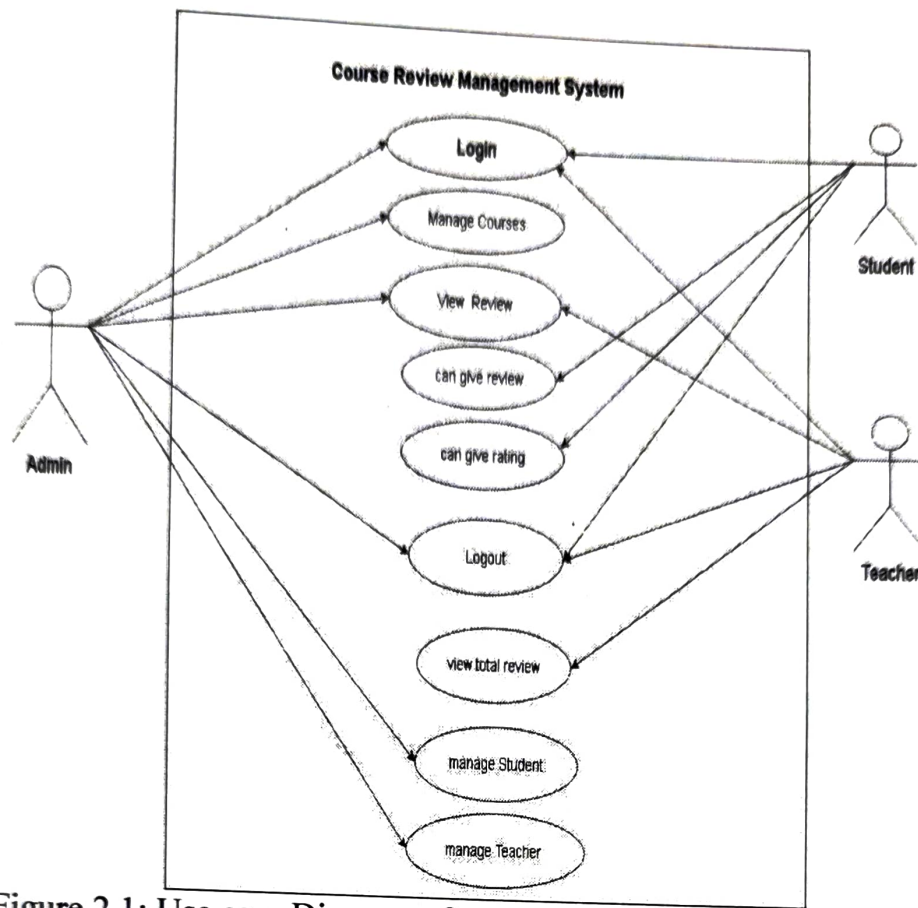 Course Review Management System
Login
Manage Courses
View Review
can give review
can give rating
Logout
view total review
manage Student
manage Teacher
Admin
Student
Teacher
Figure 2.1: Use